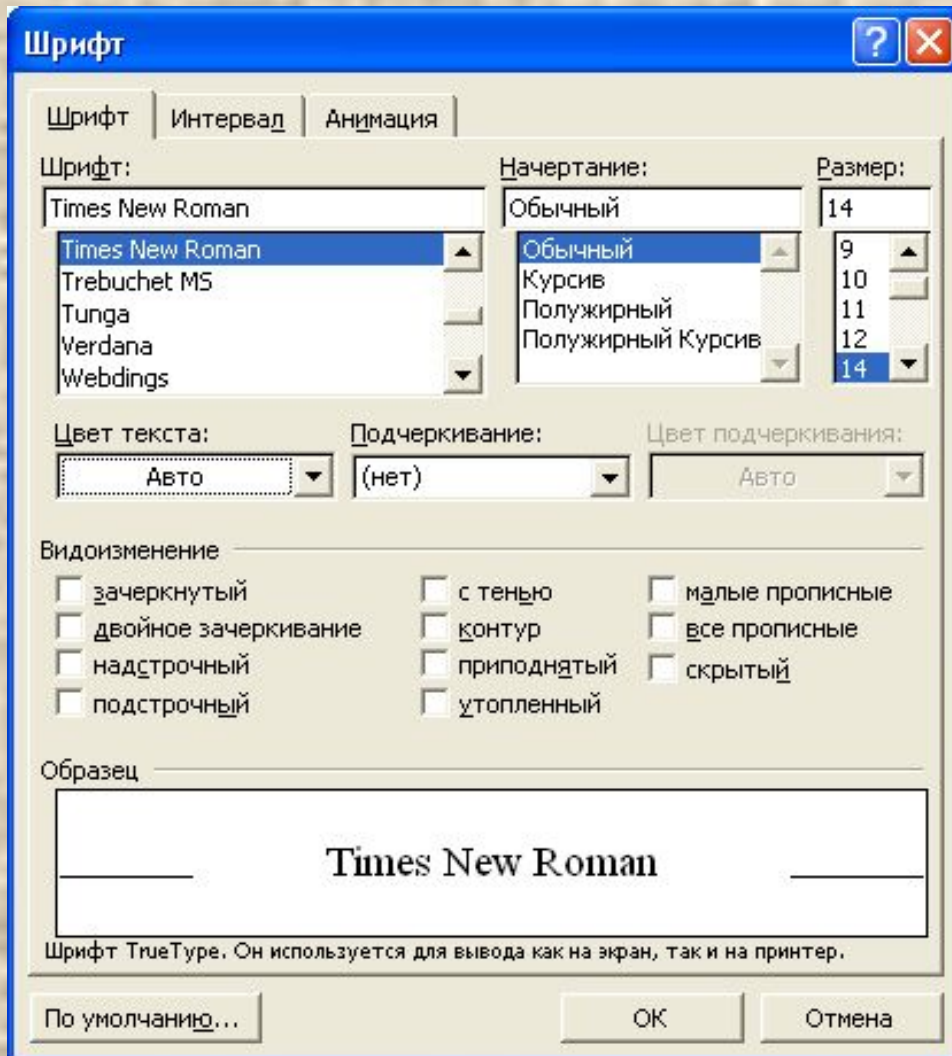 Шрифт
Шрифт Интервал Анимация
Шрифт: Начертание: Размер:
Times New Roman Обычный 14
Times New Roman Обычный 9
Trebuchet MS Курсив 10
Tunga Полужирный 11
Verdana Полужирный Курсив 12
Webdings 14
Цвет текста: Подчеркивание: Цвет подчеркивания:
Авто (нет) Авто
Видоизменение
зачеркнутый с тенью малые прописные
двойное зачеркивание контур все прописные
надстрочный приподнятый скрытый
подстрочный утопленный
Образец
Times New Roman
Шрифт TrueType. Он используется для вывода как на экран, так и на принтер.
По умолчанию... ОК Отмена